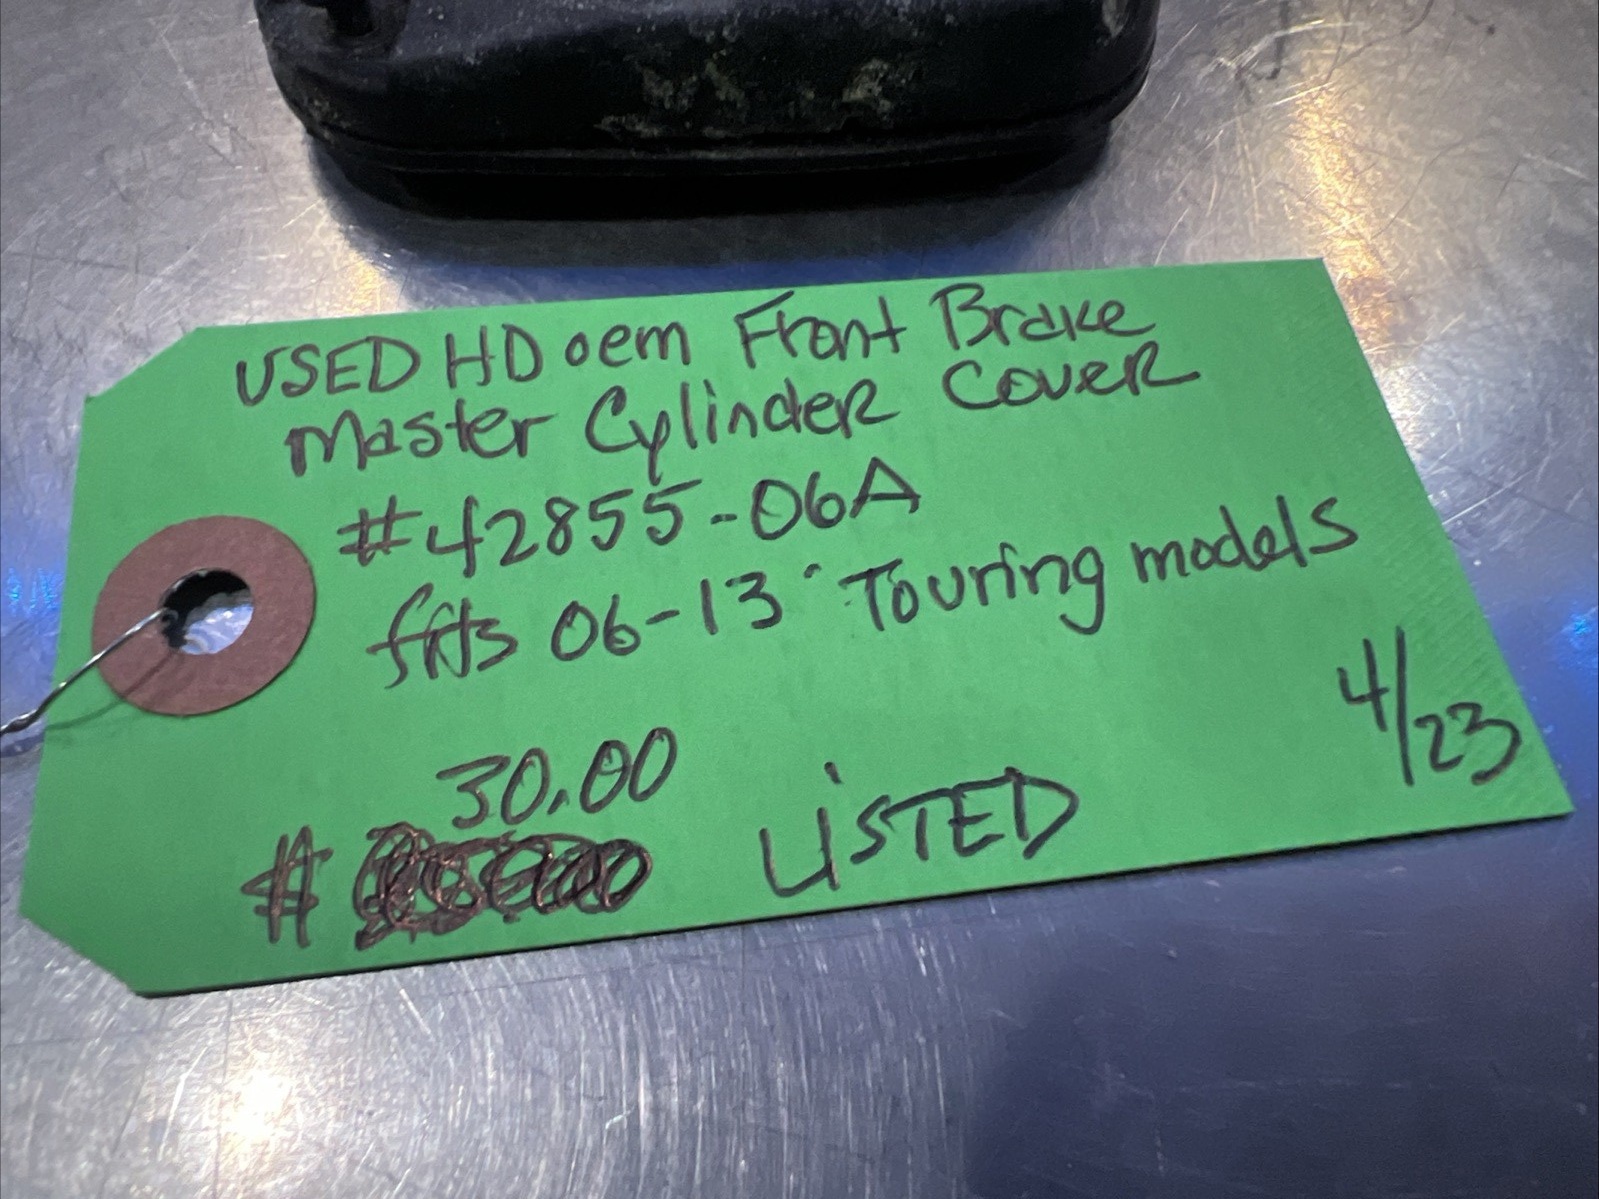 USED HD oem Front Brake
Master Cylinder Cover
#42855-06A
fits 06-13 Touring models
4/23
30.00
#
LiSTED